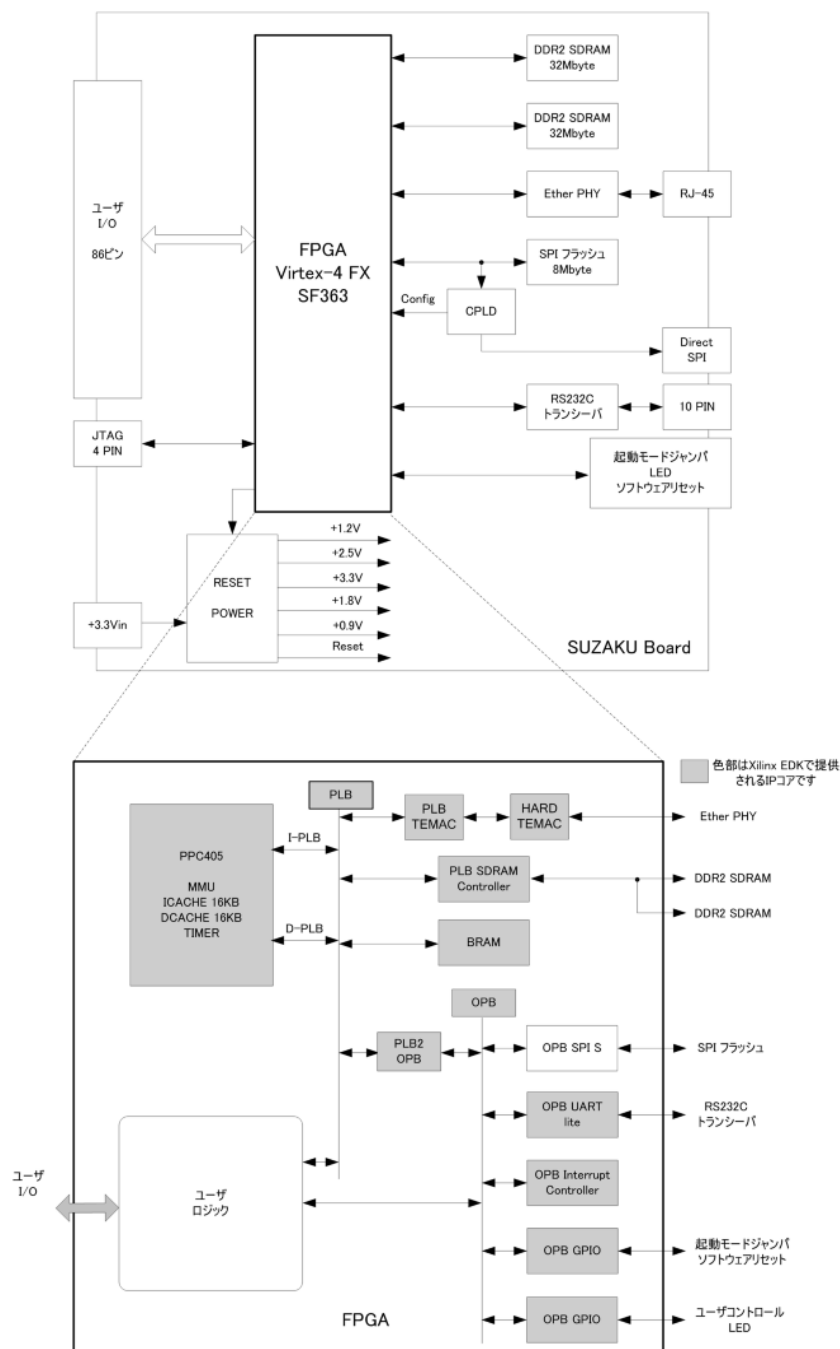 DDR2 SDRAM
32Mbyte
DDR2 SDRAM
32Mbyte
Ether PHY
RJ-45
ユーザ
I/O
86ピン
FPGA
Virtex-4 FX
SF363
SPI フラッシュ
8Mbyte
Config
CPLD
Direct
SPI
RS232C
トランシーバ
10 PIN
JTAG
4 PIN
起動モードジャンパ
LED
ソフトウェアリセット
RESET
POWER
+1.2V
+2.5V
+3.3V
+1.8V
+0.9V
Reset
+3.3Vin
SUZAKU Board
色部はXilinx EDKで提供
されるIPコアです
PLB
PLB
TEMAC
HARD
TEMAC
Ether PHY
PPC405
MMU
ICACHE 16KB
DCACHE 16KB
TIMER
I-PLB
D-PLB
PLB SDRAM
Controller
DDR2 SDRAM
DDR2 SDRAM
BRAM
OPB
PLB2
OPB
OPB SPI S
SPI フラッシュ
OPB UART
lite
RS232C
トランシーバ
OPB Interrupt
Controller
ユーザ
I/O
ユーザ
ロジック
OPB GPIO
起動モードジャンパ
ソフトウェアリセット
OPB GPIO
ユーザコントロール
LED
FPGA